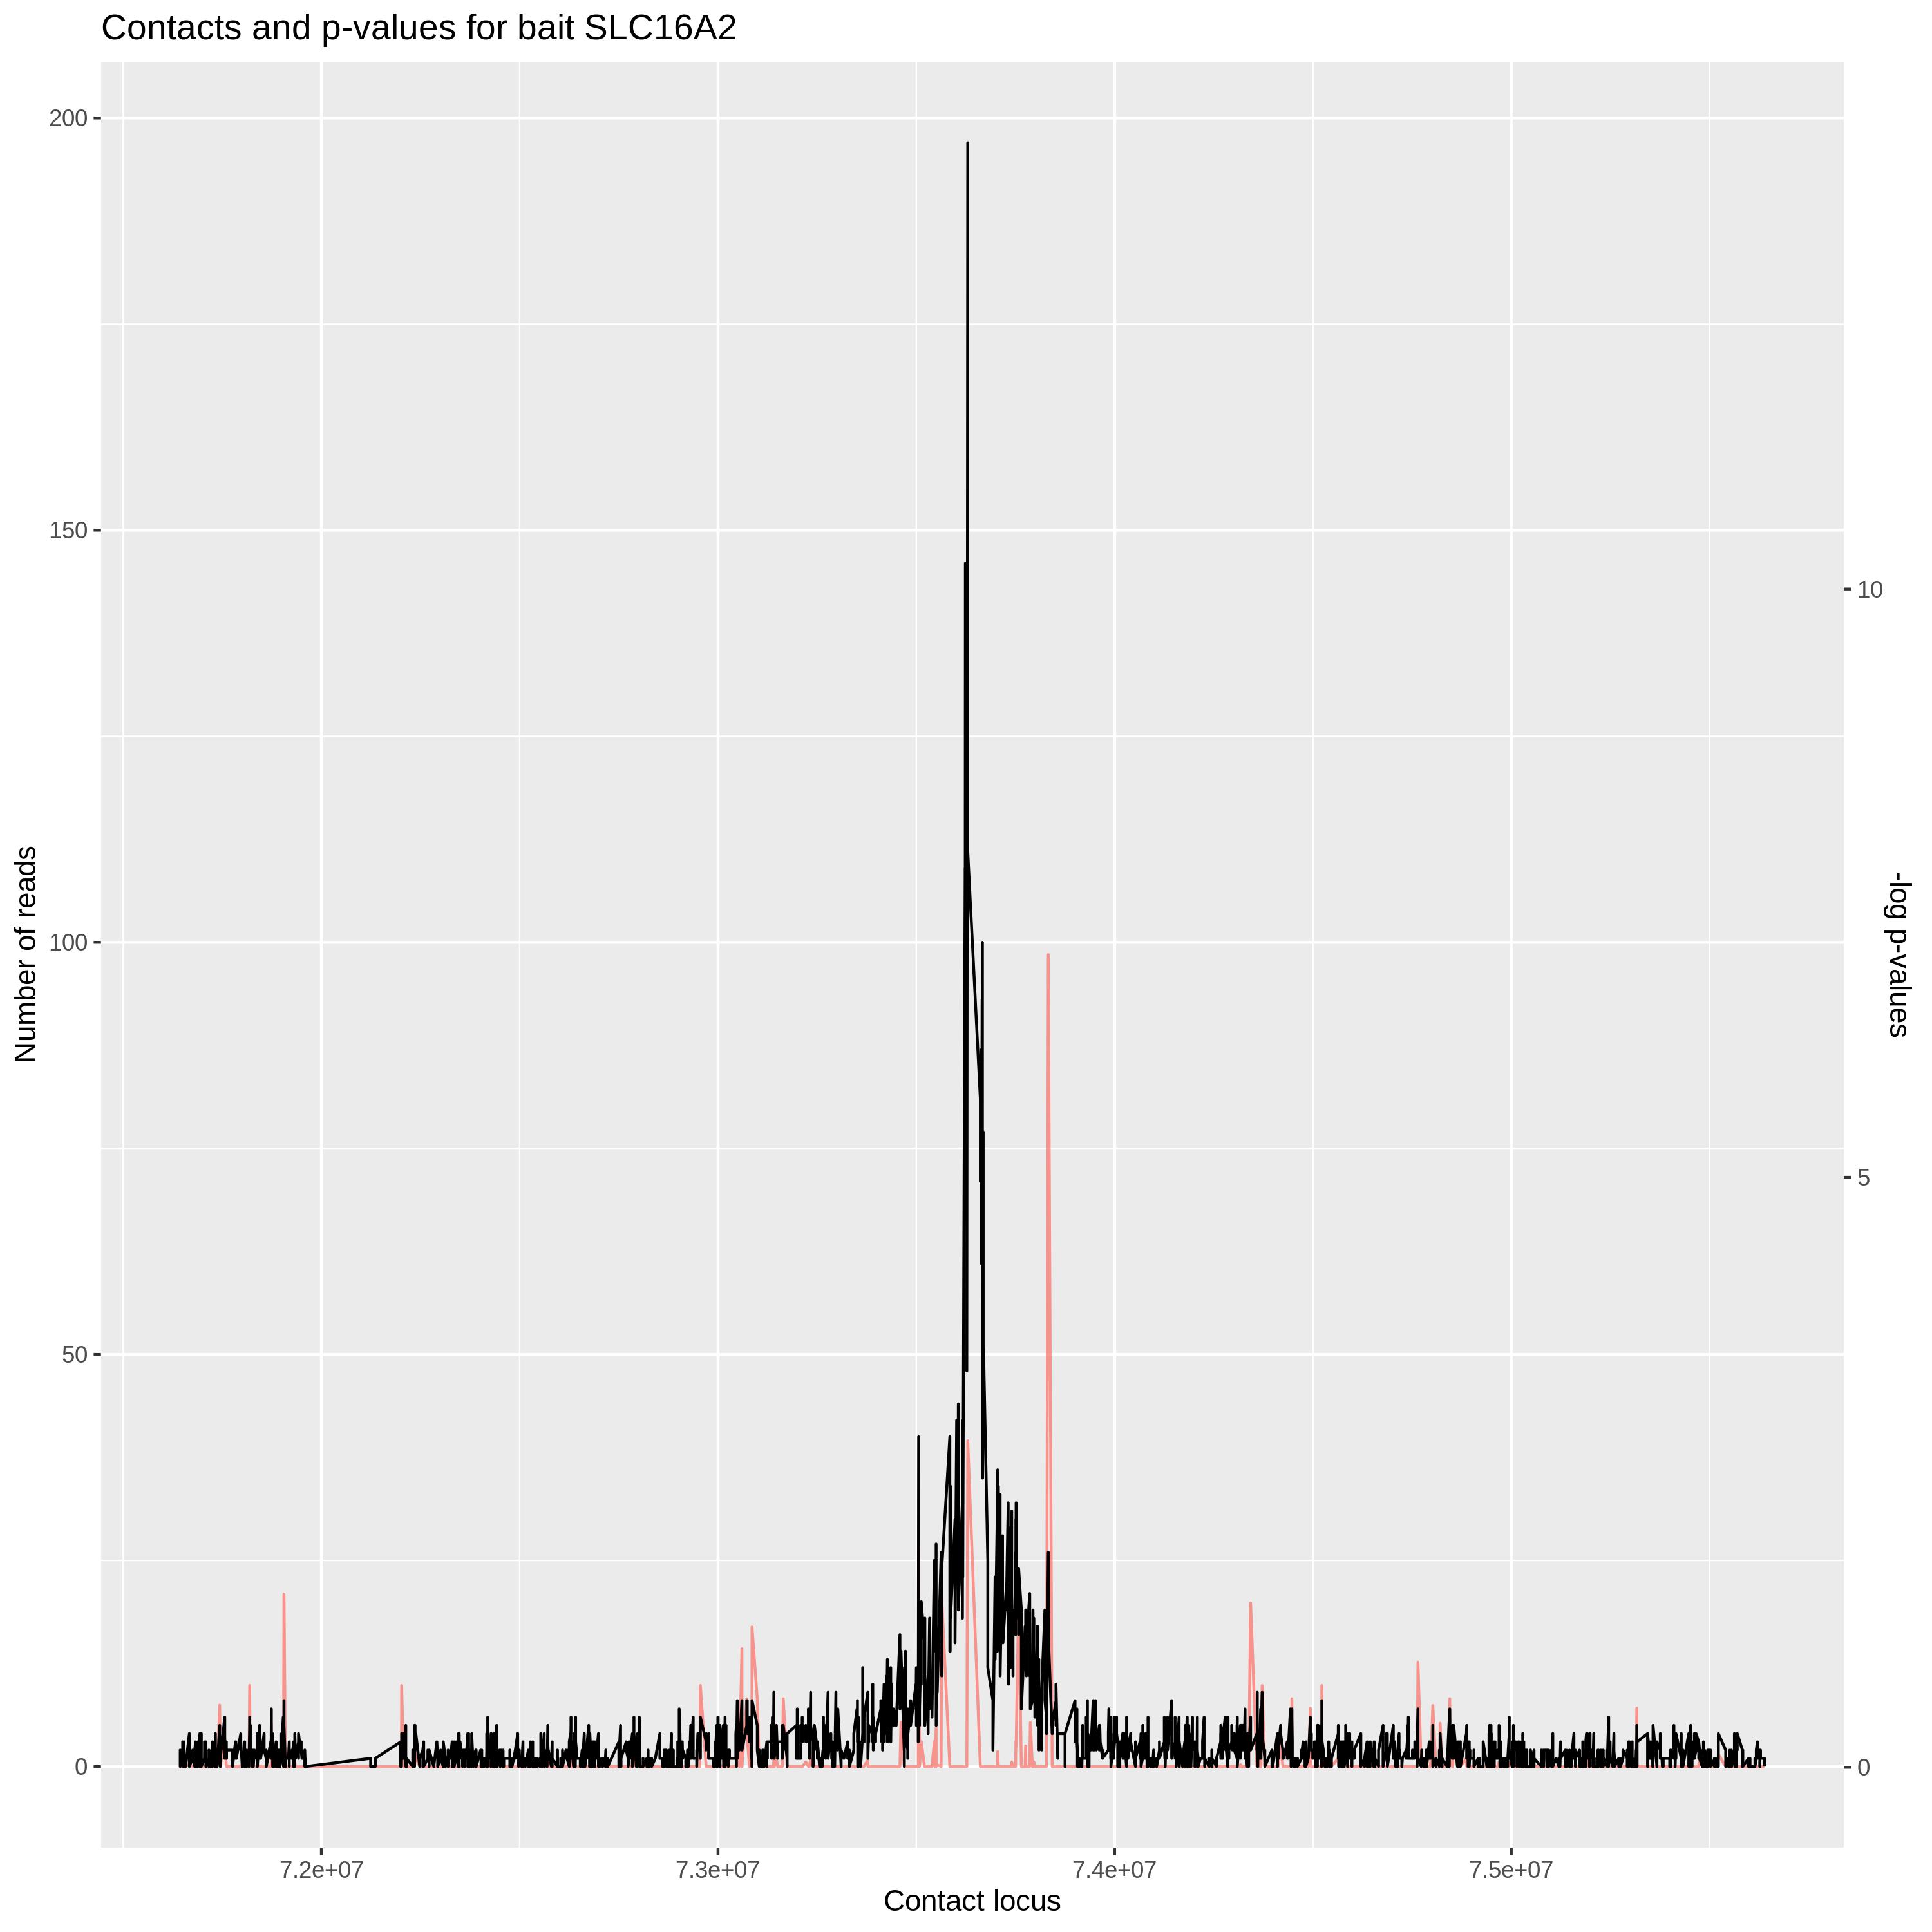 Contacts and p-values for bait SLC16A2
200
150
100
50
0
Number of reads
10
5
0
-log p-values
7.2e+07 7.3e+07 7.4e+07 7.5e+07
Contact locus